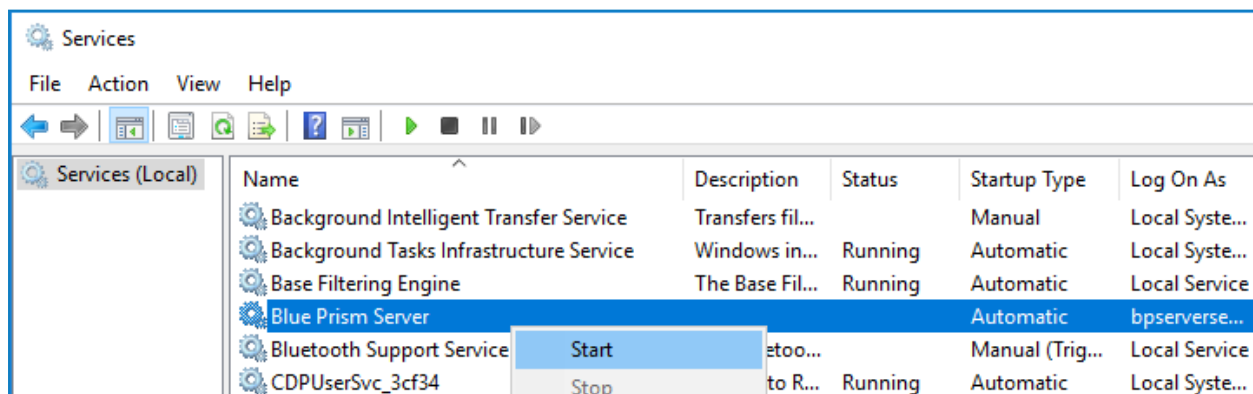 Services
File Action View Help
Services (Local)
Name Description Status Startup Type Log On As
Background Intelligent Transfer Service Transfers fil... Manual Local Syste...
Background Tasks Infrastructure Service Windows in... Running Automatic Local Syste...
Base Filtering Engine The Base Fil... Running Automatic Local Service
Blue Prism Server Automatic bpserverse...
Bluetooth Support Service Start etoo... Manual (Trig... Local Service
CDPUserSvc_3cf34 Stop to R... Running Automatic Local Syste...